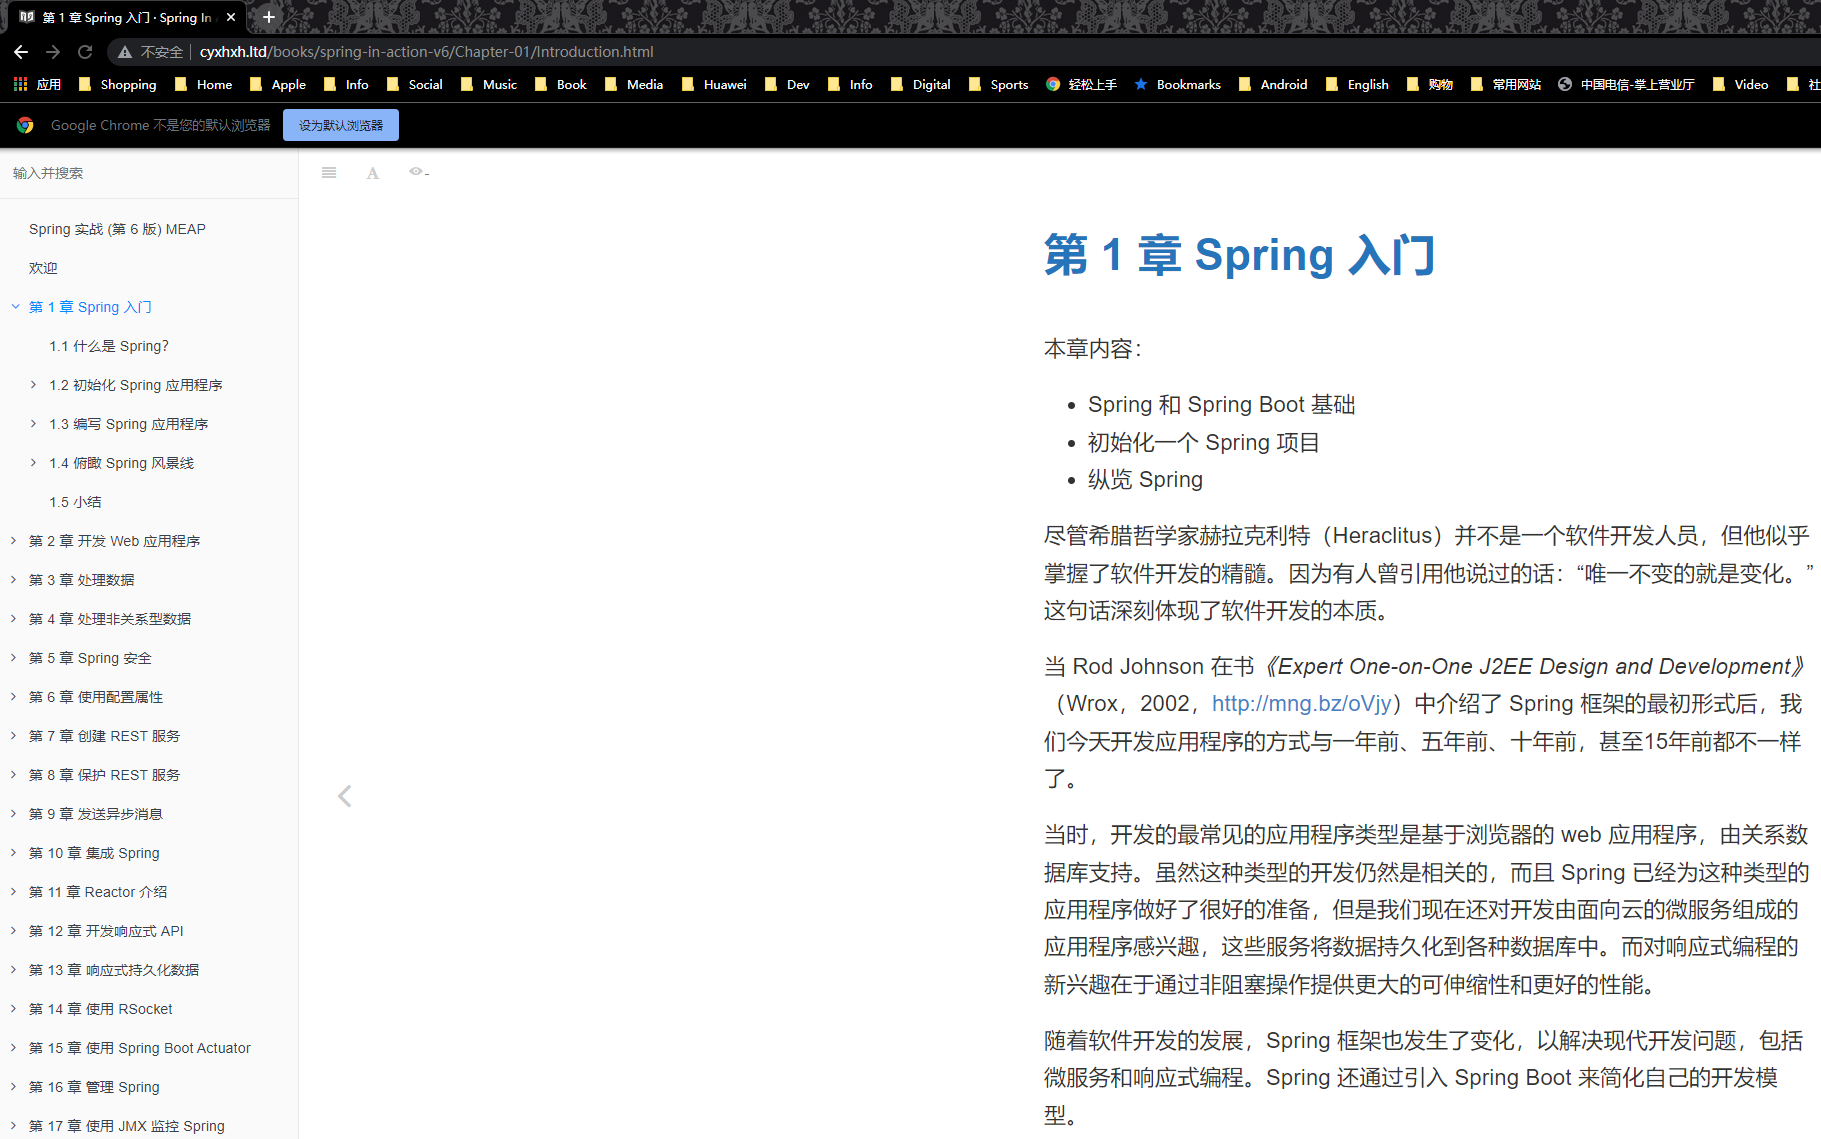 第 1 章 Spring 入门 · Spring In
不安全 cyxhxh.ltd/books/spring-in-action-v6/Chapter-01/Introduction.html
应用 Shopping Home Apple Info Social Music Book Media Huawei Dev Info Digital Sports 轻松上手 Bookmarks Android English 购物 常用网站 中国电信-掌上营业厅 Video 社
Google Chrome 不是您的默认浏览器 设为默认浏览器
输入并搜索
Spring 实战 (第 6 版) MEAP
欢迎
第 1 章 Spring 入门
1.1 什么是 Spring?
1.2 初始化 Spring 应用程序
1.3 编写 Spring 应用程序
1.4 俯瞰 Spring 风景线
1.5 小结
第 2 章 开发 Web 应用程序
第 3 章 处理数据
第 4 章 处理非关系型数据
第 5 章 Spring 安全
第 6 章 使用配置属性
第 7 章 创建 REST 服务
第 8 章 保护 REST 服务
第 9 章 发送异步消息
第 10 章 集成 Spring
第 11 章 Reactor 介绍
第 12 章 开发响应式 API
第 13 章 响应式持久化数据
第 14 章 使用 RSocket
第 15 章 使用 Spring Boot Actuator
第 16 章 管理 Spring
第 17 章 使用 JMX 监控 Spring
A
第 1 章 Spring 入门
本章内容：
• Spring 和 Spring Boot 基础
• 初始化一个 Spring 项目
• 纵览 Spring
尽管希腊哲学家赫拉克利特（Heraclitus）并不是一个软件开发人员，但他似乎
掌握了软件开发的精髓。因为有人曾引用他说过的话：“唯一不变的就是变化。”
这句话深刻体现了软件开发的本质。
当 Rod Johnson 在书《Expert One-on-One J2EE Design and Development》
（Wrox，2002，http://mng.bz/oVjy）中介绍了 Spring 框架的最初形式后，我
们今天开发应用程序的方式与一年前、五年前、十年前，甚至15年前都不一样
了。
当时，开发的最常见的应用程序类型是基于浏览器的 web 应用程序，由关系数
据库支持。虽然这种类型的开发仍然是相关的，而且 Spring 已经为这种类型的
应用程序做好了很好的准备，但是我们现在还对开发由面向云的微服务组成的
应用程序感兴趣，这些服务将数据持久化到各种数据库中。而对响应式编程的
新兴趣在于通过非阻塞操作提供更大的可伸缩性和更好的性能。
随着软件开发的发展，Spring 框架也发生了变化，以解决现代开发问题，包括
微服务和响应式编程。Spring 还通过引入 Spring Boot 来简化自己的开发模
型。